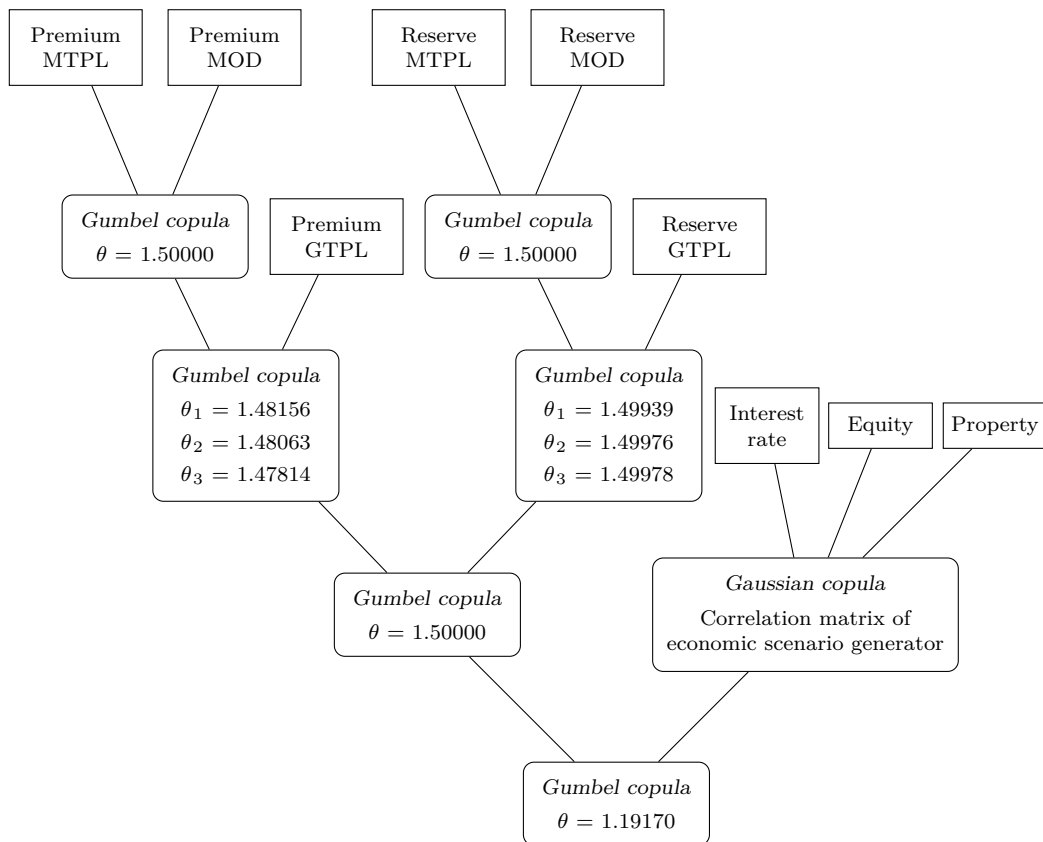 Premium
MTPL
Premium
MOD
Reserve
MTPL
Reserve
MOD
Gumbel copula
θ = 1.50000
Premium
GTPL
Gumbel copula
θ = 1.50000
Reserve
GTPL
Gumbel copula
θ₁ = 1.48156
θ₂ = 1.48063
θ₃ = 1.47814
Gumbel copula
θ₁ = 1.49939
θ₂ = 1.49976
θ₃ = 1.49978
Interest
rate
Equity
Property
Gumbel copula
θ = 1.50000
Gaussian copula
Correlation matrix of
economic scenario generator
Gumbel copula
θ = 1.19170